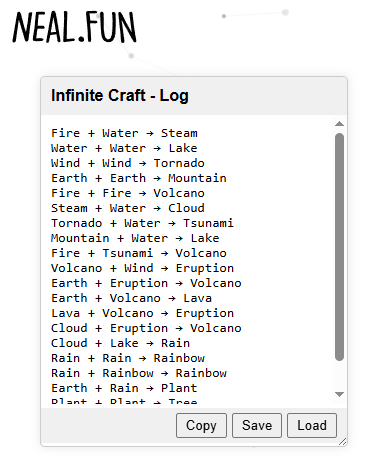 NEAL.FUN
Infinite Craft - Log
Fire + Water → Steam
Water + Water → Lake
Wind + Wind → Tornado
Earth + Earth → Mountain
Fire + Fire → Volcano
Steam + Water → Cloud
Tornado + Water → Tsunami
Mountain + Water → Lake
Fire + Tsunami → Volcano
Volcano + Wind → Eruption
Earth + Eruption → Volcano
Earth + Volcano → Lava
Lava + Volcano → Eruption
Cloud + Eruption → Volcano
Cloud + Lake → Rain
Rain + Rain → Rainbow
Rain + Rainbow → Rainbow
Earth + Rain → Plant
Plant + Plant → Tree
Copy Save Load